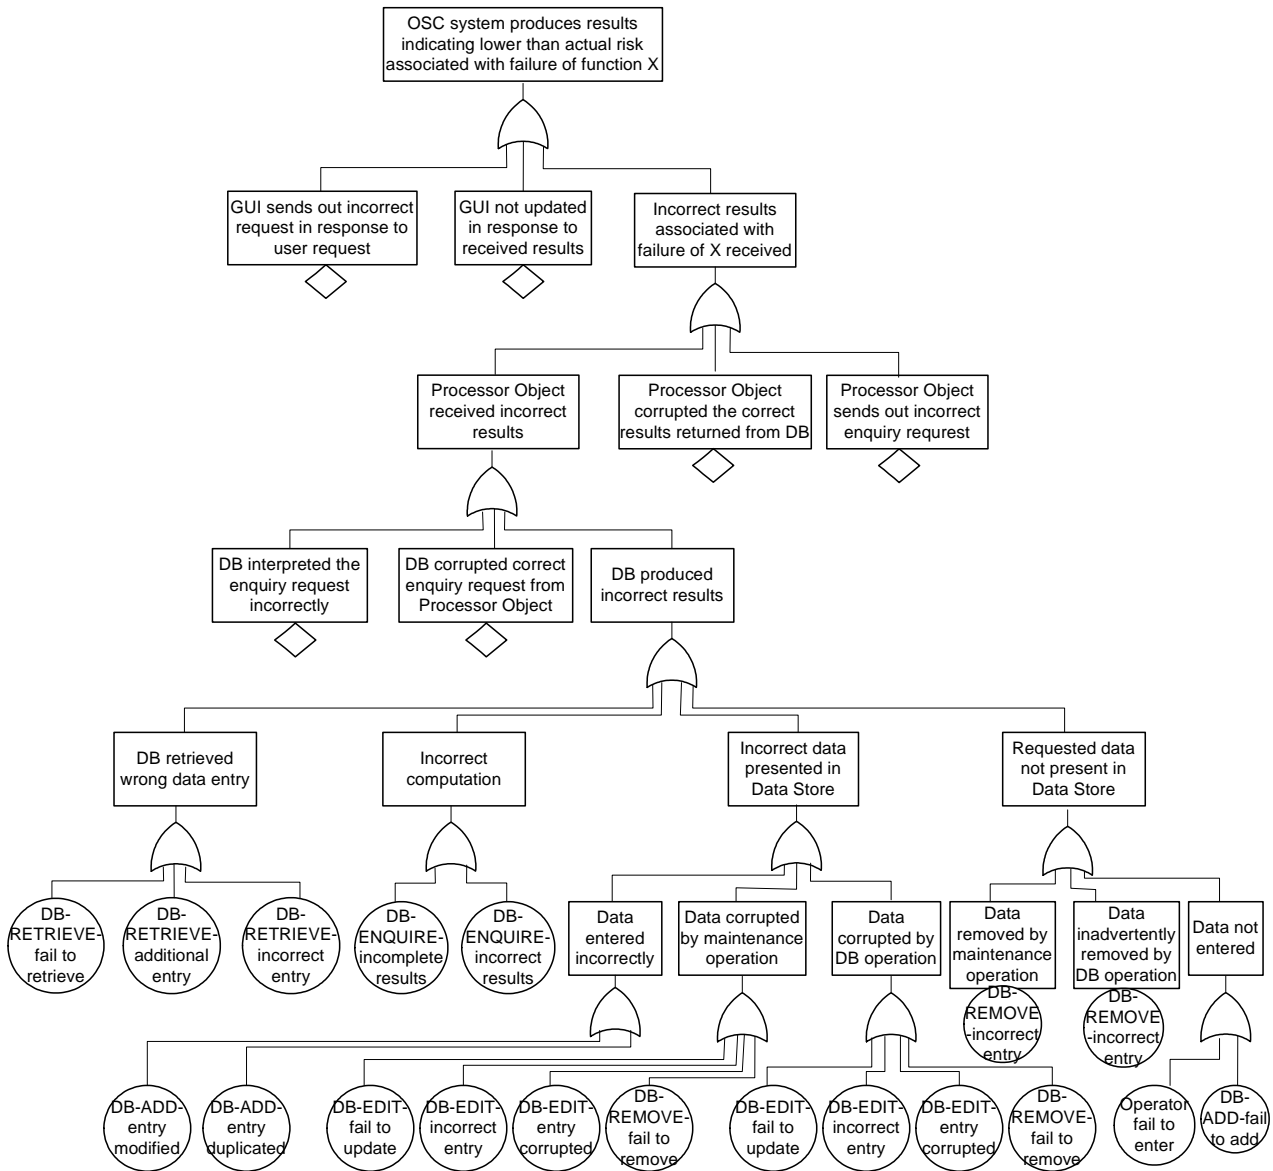 OSC system produces results
indicating lower than actual risk
associated with failure of function X
GUI sends out incorrect
request in response to
user request
GUI not updated
in response to
received results
Incorrect results
associated with
failure of X received
Processor Object
received incorrect
results
Processor Object
corrupted the correct
results returned from DB
Processor Object
sends out incorrect
enquiry requrest
DB interpreted the
enquiry request
incorrectly
DB corrupted correct
enquiry request from
Processor Object
DB produced
incorrect results
DB retrieved
wrong data entry
Incorrect
computation
Incorrect data
presented in
Data Store
Requested data
not present in
Data Store
DB-
RETRIEVE-
fail to
retrieve
DB-
RETRIEVE-
additional
entry
DB-
RETRIEVE-
incorrect
entry
DB-
ENQUIRE-
incomplete
results
DB-
ENQUIRE-
incorrect
results
Data
entered
incorrectly
Data corrupted
by maintenance
operation
Data
corrupted by
DB operation
Data
removed by
maintenance
operation
Data
inadvertently
removed by
DB operation
Data not
entered
DB-
REMOVE
-incorrect
entry
DB-
REMOVE
-incorrect
entry
DB-ADD-
entry
modified
DB-ADD-
entry
duplicated
DB-EDIT-
fail to
update
DB-EDIT-
incorrect
entry
DB-EDIT-
entry
corrupted
DB-
REMOVE-
fail to
remove
DB-EDIT-
fail to
update
DB-EDIT-
incorrect
entry
DB-EDIT-
entry
corrupted
DB-
REMOVE-
fail to
remove
Operator
fail to
enter
DB-
ADD-fail
to add